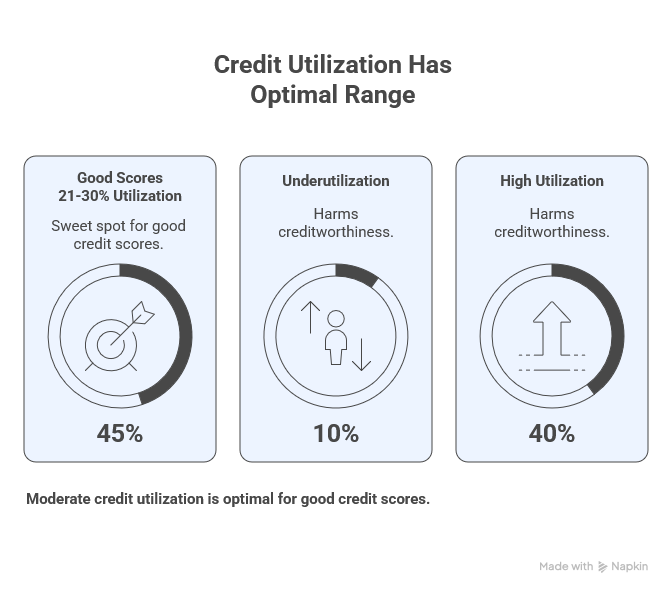 Credit Utilization Has
Optimal Range
Good Scores
21-30% Utilization
Sweet spot for good
credit scores.
45%
Underutilization
Harms
creditworthiness.
10%
High Utilization
Harms
creditworthiness.
40%
Moderate credit utilization is optimal for good credit scores.
Made with Napkin